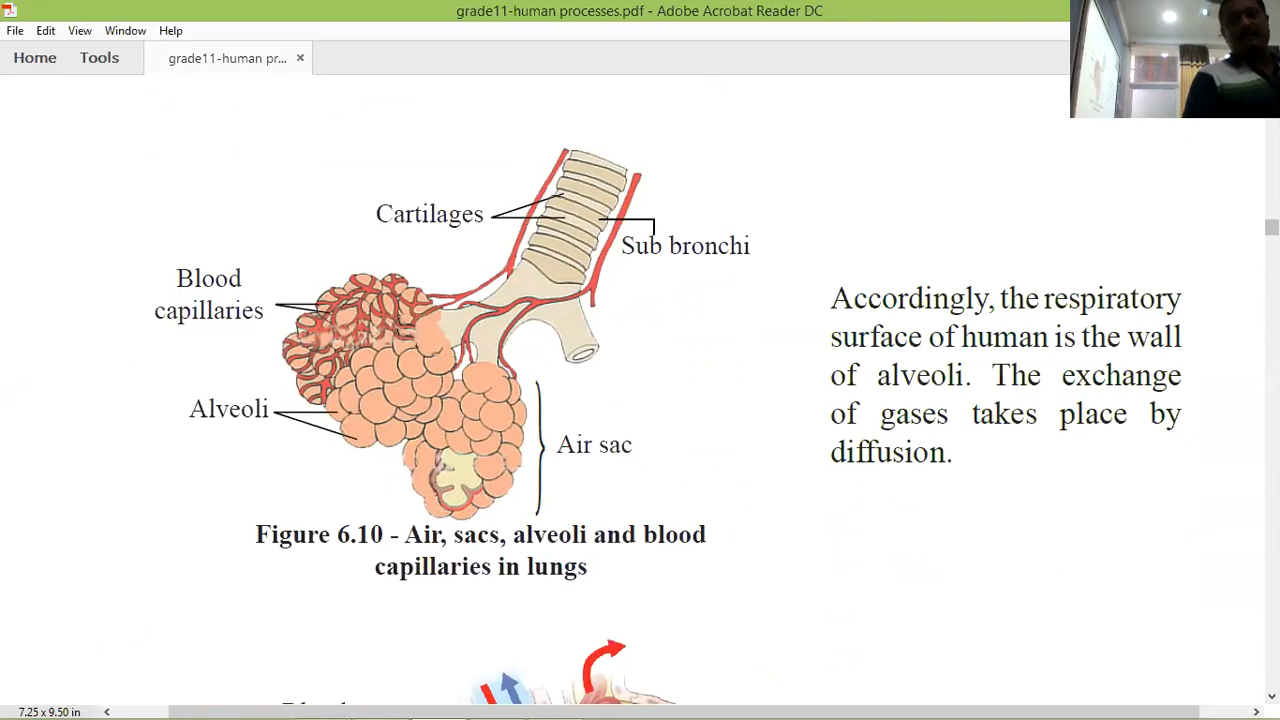 grade11-human processes.pdf - Adobe Acrobat Reader DC
File Edit View Window Help
Home Tools grade11-human pr... ×
Cartilages
Sub bronchi
Blood
capillaries
Alveoli
Air sac
Figure 6.10 - Air, sacs, alveoli and blood
capillaries in lungs
Accordingly, the respiratory
surface of human is the wall
of alveoli. The exchange
of gases takes place by
diffusion.
7.25 x 9.50 in